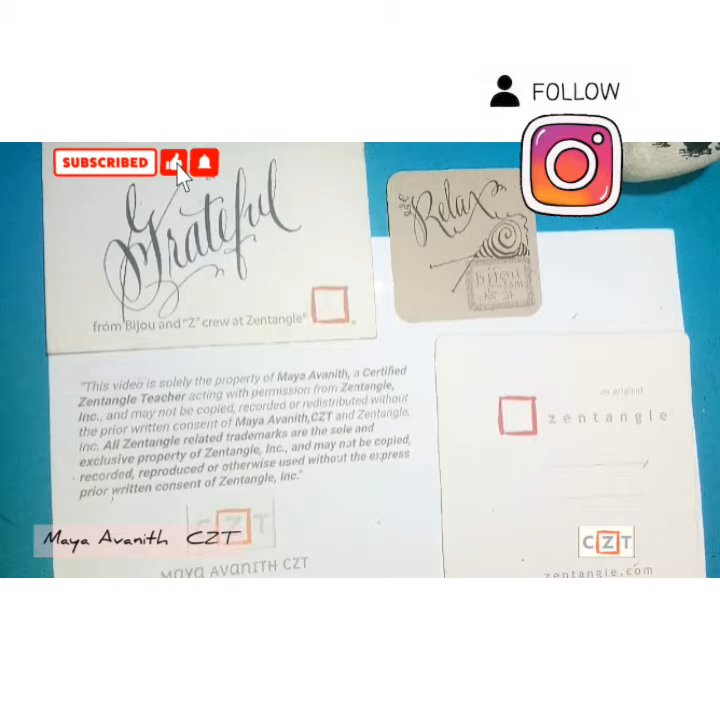 FOLLOW
SUBSCRIBED
Grateful
from Bijou and "Z" crew at Zentangle®
Relax
bijou
"This video is solely the property of Maya Avanith, a Certified
Zentangle Teacher acting with permission from Zentangle,
Inc., and may not be copied, recorded or redistributed without
the prior written consent of Maya Avanith,CZT and Zentangle,
Inc. All Zentangle related trademarks are the sole and
exclusive property of Zentangle, Inc., and may not be copied,
recorded, reproduced or otherwise used without the express
prior written consent of Zentangle, Inc."
CZT
Maya Avanith CZT
MAYA AVANITH CZT
an artplent
zentangle®
CZT
zentangle.com